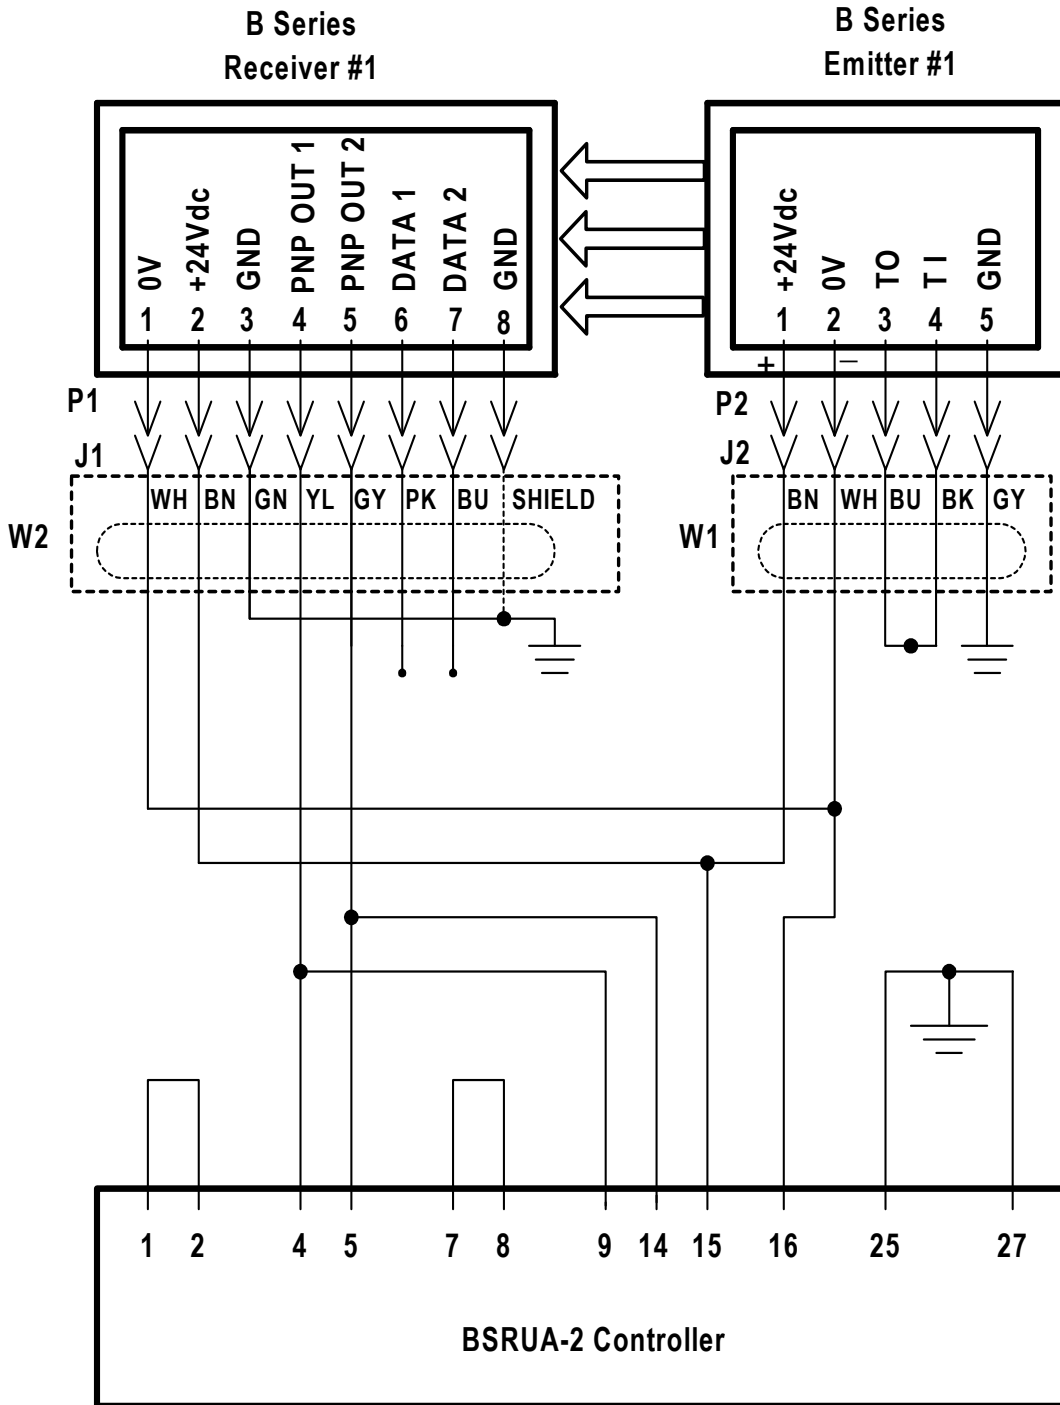 B Series
Receiver #1
B Series
Emitter #1
0V
+24Vdc
GND
PNP OUT 1
PNP OUT 2
DATA 1
DATA 2
GND
1 2 3 4 5 6 7 8
+24Vdc
0V
TO
TI
GND
1 2 3 4 5
+ –
P1
J1
P2
J2
W2
WH BN GN YL GY PK BU SHIELD
W1
BN WH BU BK GY
1 2 4 5 7 8 9 14 15 16 25 27
BSRUA-2 Controller